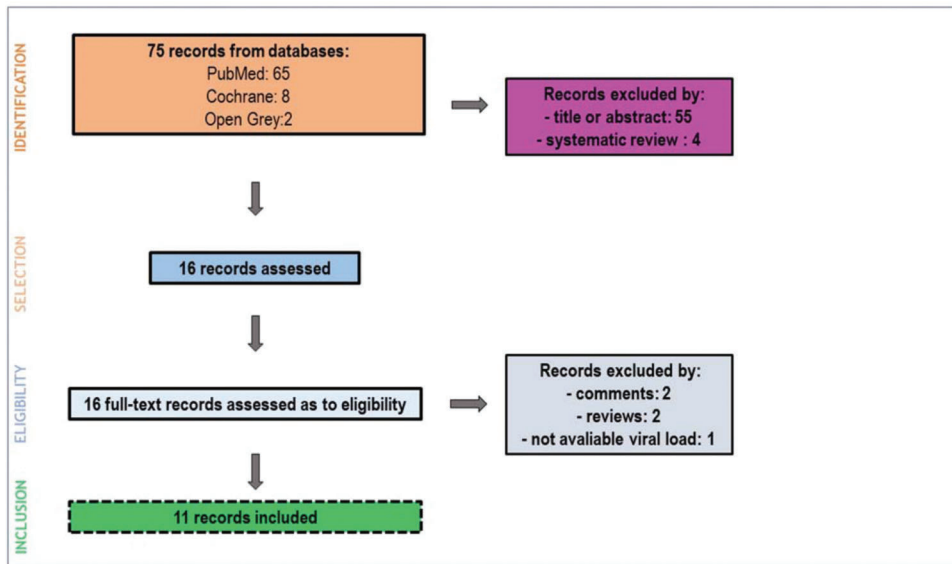 IDENTIFICATION
75 records from databases:
PubMed: 65
Cochrane: 8
Open Grey:2
Records excluded by:
- title or abstract: 55
- systematic review : 4
SELECTION
16 records assessed
ELIGIBILITY
16 full-text records assessed as to eligibility
Records excluded by:
- comments: 2
- reviews: 2
- not avaliable viral load: 1
INCLUSION
11 records included